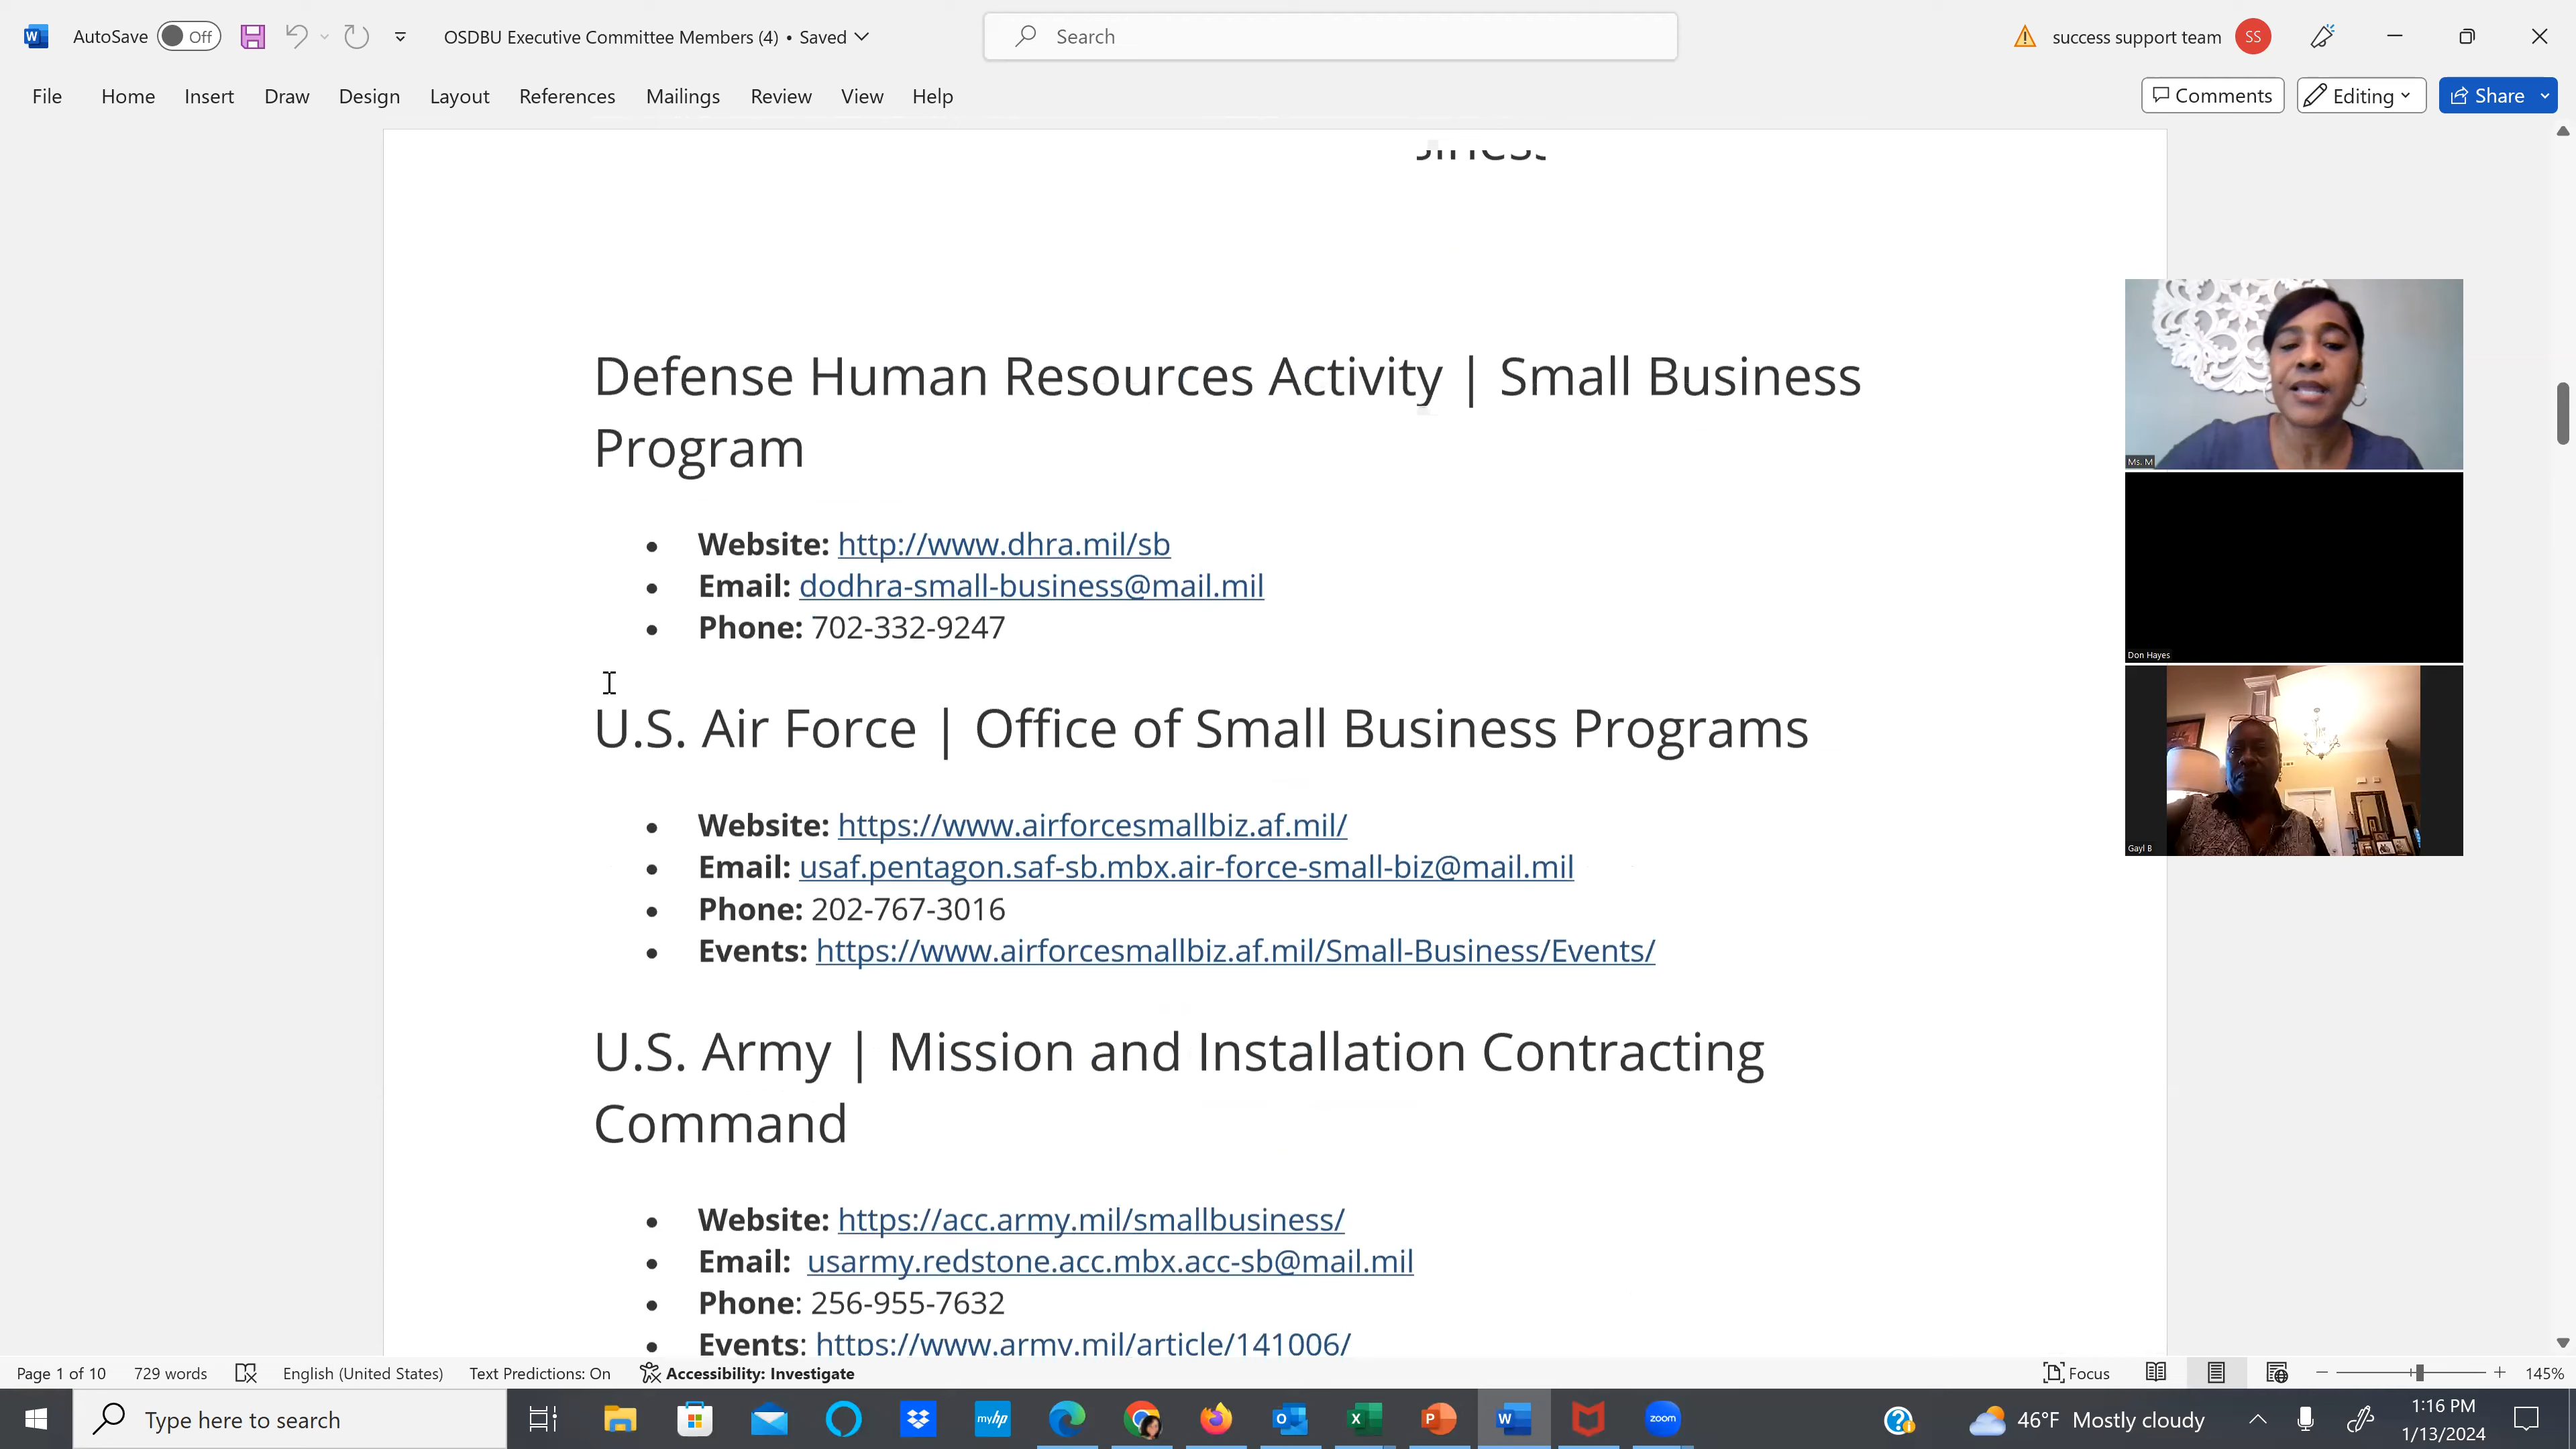 AutoSave Off OSDBU Executive Committee Members (4) • Saved Search success support team SS
File Home Insert Draw Design Layout References Mailings Review View Help Comments Editing Share
Defense Human Resources Activity | Small Business
Program
• Website: http://www.dhra.mil/sb
• Email: dodhra-small-business@mail.mil
• Phone: 702-332-9247
U.S. Air Force | Office of Small Business Programs
• Website: https://www.airforcesmallbiz.af.mil/
• Email: usaf.pentagon.saf-sb.mbx.air-force-small-biz@mail.mil
• Phone: 202-767-3016
• Events: https://www.airforcesmallbiz.af.mil/Small-Business/Events/
U.S. Army | Mission and Installation Contracting
Command
• Website: https://acc.army.mil/smallbusiness/
• Email: usarmy.redstone.acc.mbx.acc-sb@mail.mil
• Phone: 256-955-7632
• Events: https://www.army.mil/article/141006/
Ms. M
Don Hayes
Gayl B
Page 1 of 10 729 words English (United States) Text Predictions: On Accessibility: Investigate Focus 145%
Type here to search myhp zoom 46°F Mostly cloudy 1:16 PM
1/13/2024